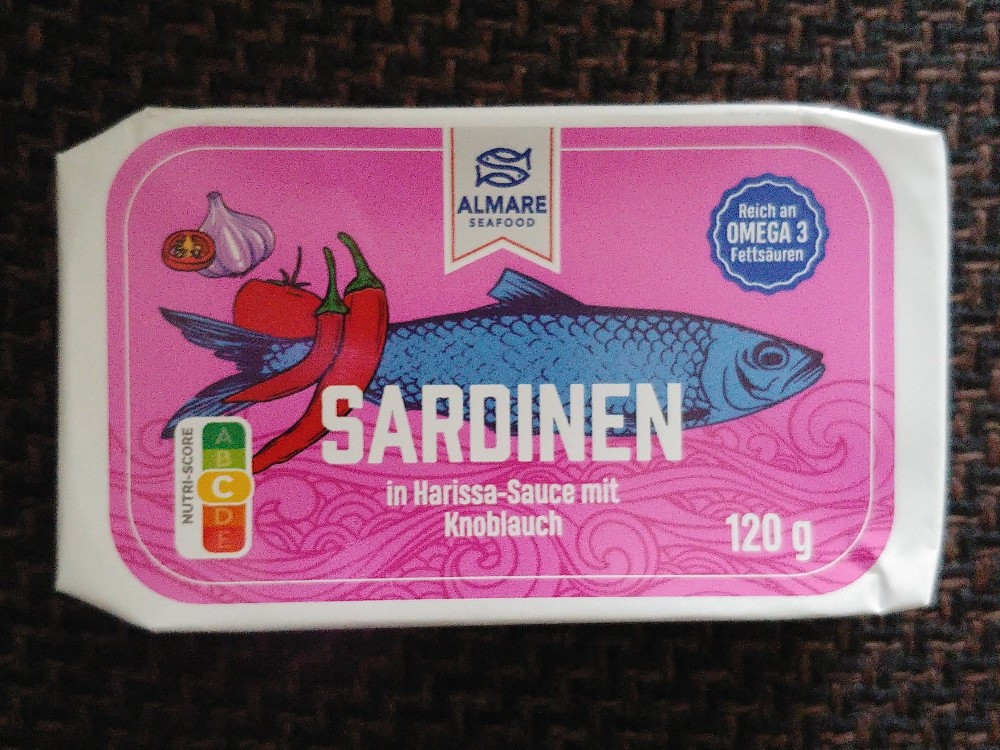 ALMARE
SEAFOOD
Reich an
OMEGA 3
Fettsäuren
SARDINEN
in Harissa-Sauce mit
Knoblauch
120 g
NUTRI-SCORE
A
B
C
D
E